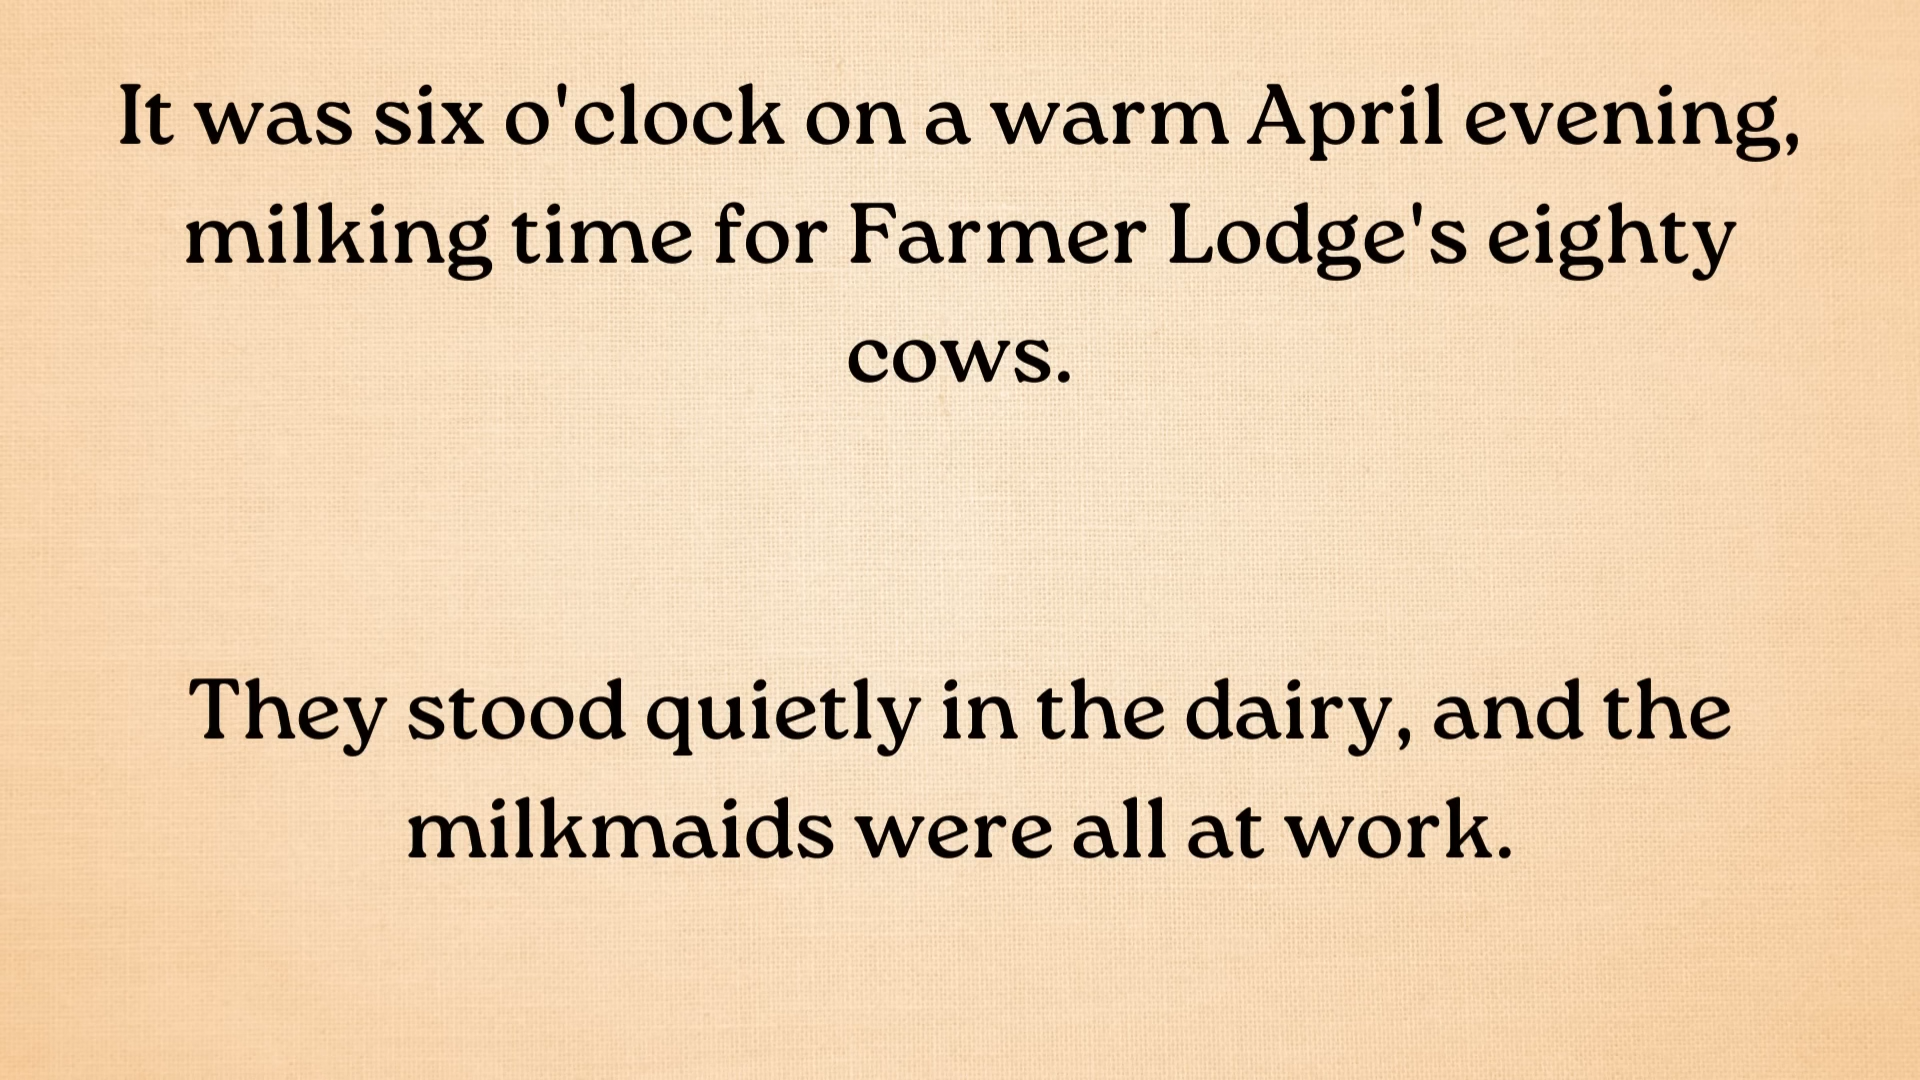 It was six o'clock on a warm April evening,
milking time for Farmer Lodge's eighty
cows.
They stood quietly in the dairy, and the
milkmaids were all at work.